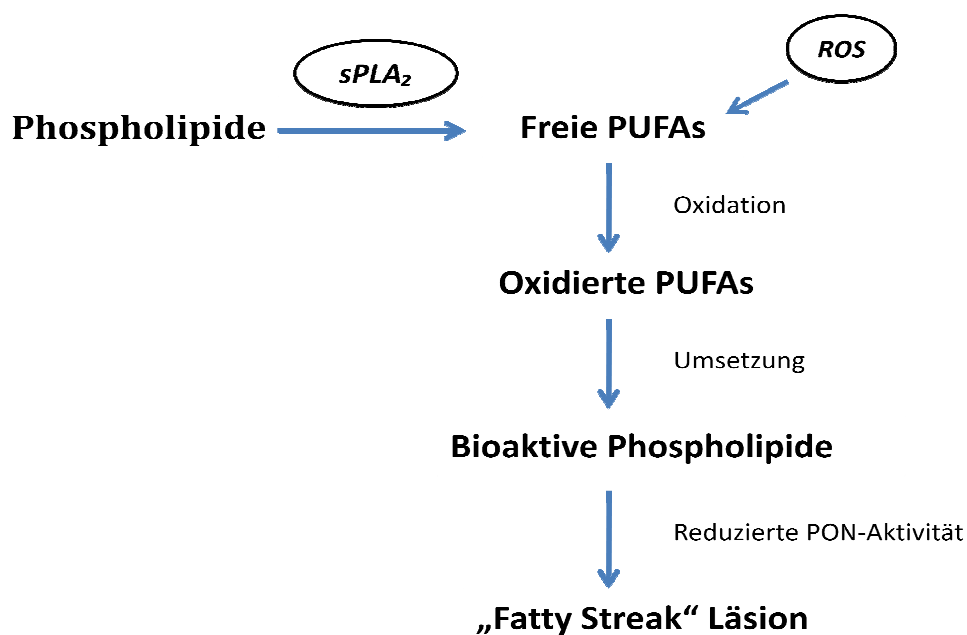 sPLA₂
ROS
Phospholipide
Freie PUFAs
Oxidation
Oxidierte PUFAs
Umsetzung
Bioaktive Phospholipide
Reduzierte PON-Aktivität
„Fatty Streak“ Läsion